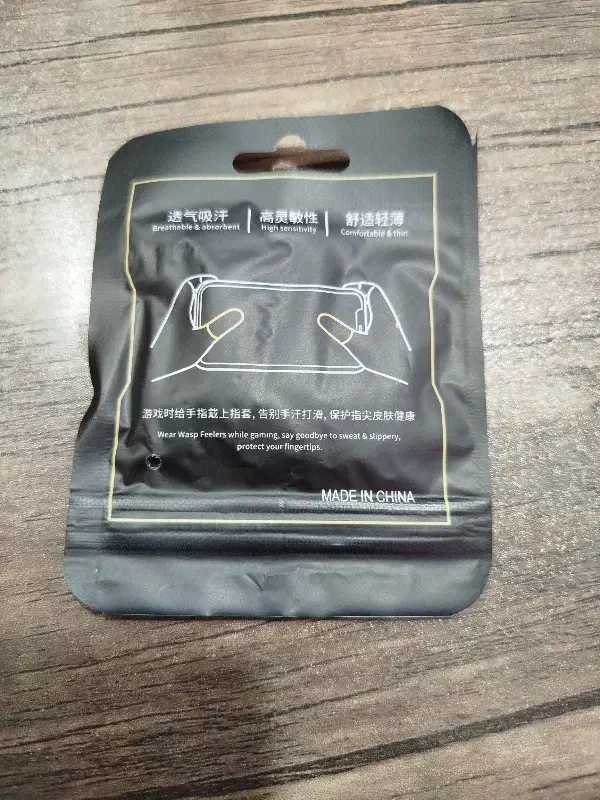 透气吸汗 高灵敏性 舒适轻薄
Breathable & absorbent High sensitivity Comfortable & thin
游戏时给手指戴上指套, 告别手汗打滑, 保护指尖皮肤健康
Wear Wasp Feelers while gaming, say goodbye to sweat & slippery,
protect your fingertips.
MADE IN CHINA